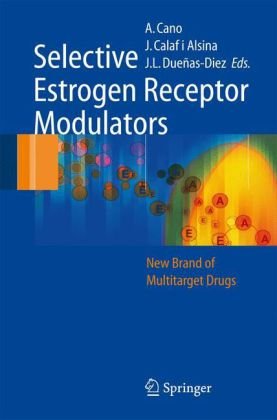 A. Cano
J. Calaf i Alsina
J.L. Dueñas-Diez Eds.
Selective
Estrogen Receptor
Modulators
E
E
A
A
E
E
New Brand of
Multitarget Drugs
Springer